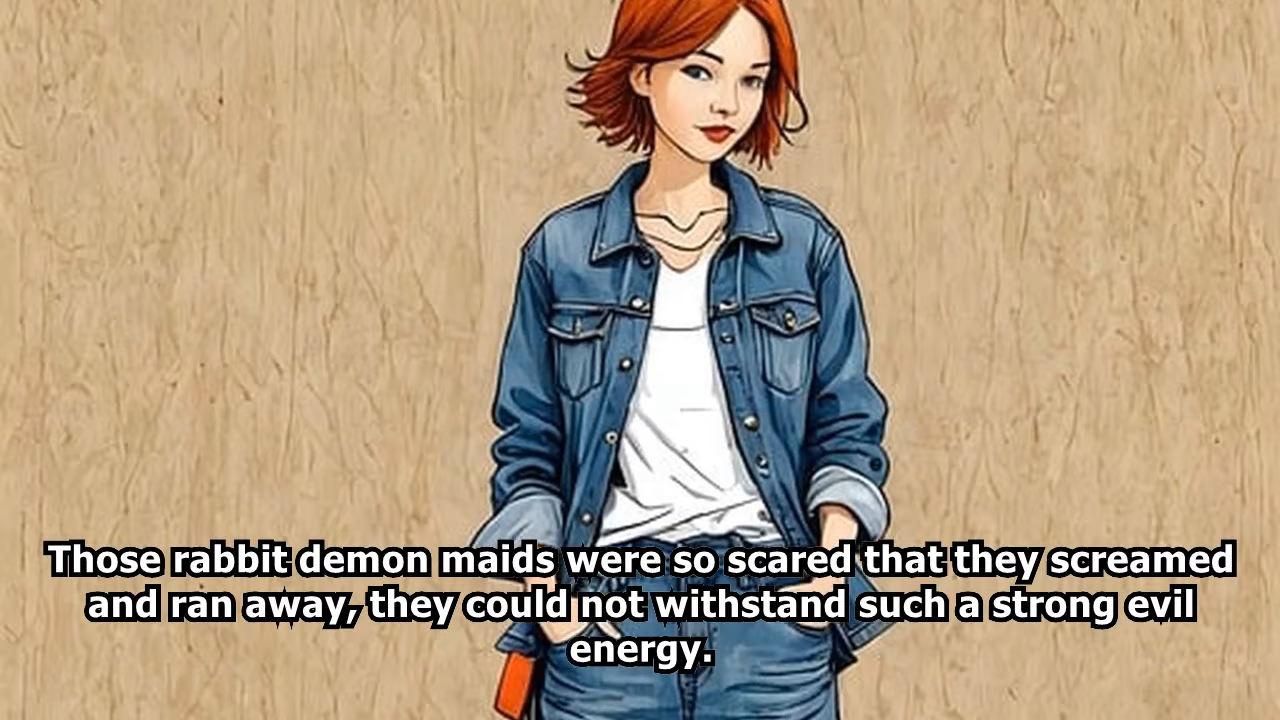 Those rabbit demon maids were so scared that they screamed
and ran away, they could not withstand such a strong evil
energy.